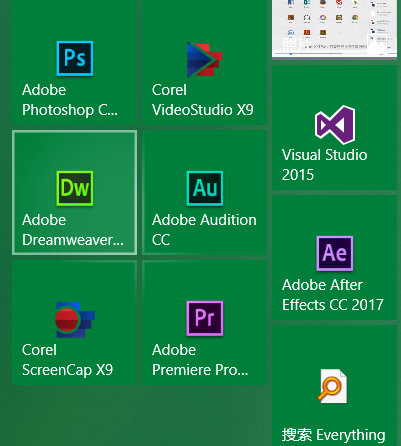 Ps
Adobe
Photoshop C...
Corel
VideoStudio X9
Visual Studio
2015
Dw
Adobe
Dreamweaver...
Au
Adobe Audition
CC
Ae
Adobe After
Effects CC 2017
Corel
ScreenCap X9
Pr
Adobe
Premiere Pro...
搜索 Everything